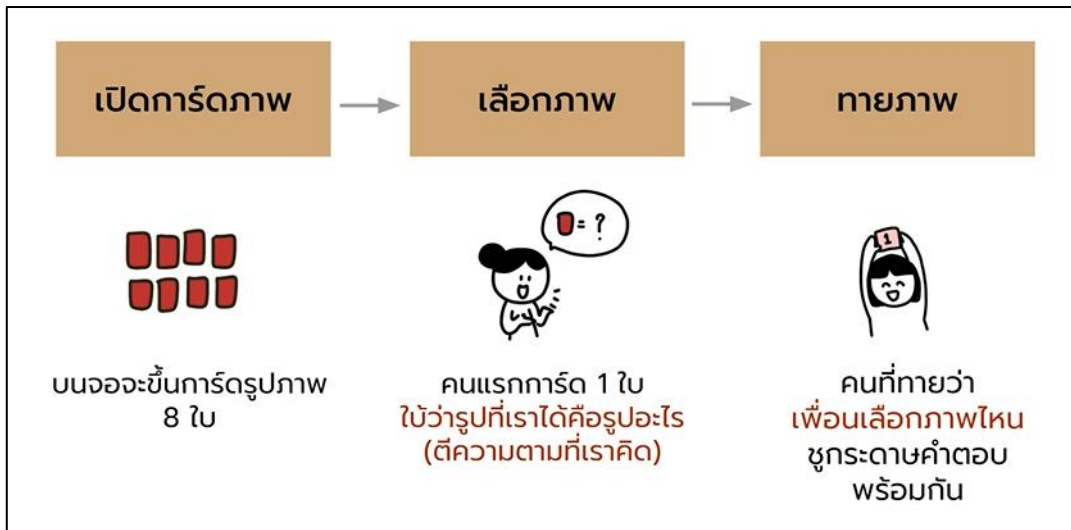 เปิดการ์ดภาพ
เลือกภาพ
ทายภาพ
= ?
1
บนจอจะขึ้นการ์ดรูปภาพ
8 ใบ
คนแรกการ์ด 1 ใบ
ใบ้ว่ารูปที่เราได้คือรูปอะไร
(ตีความตามที่เราคิด)
คนที่ทายว่า
เพื่อนเลือกภาพไหน
ชูกระดาษคำตอบ
พร้อมกัน